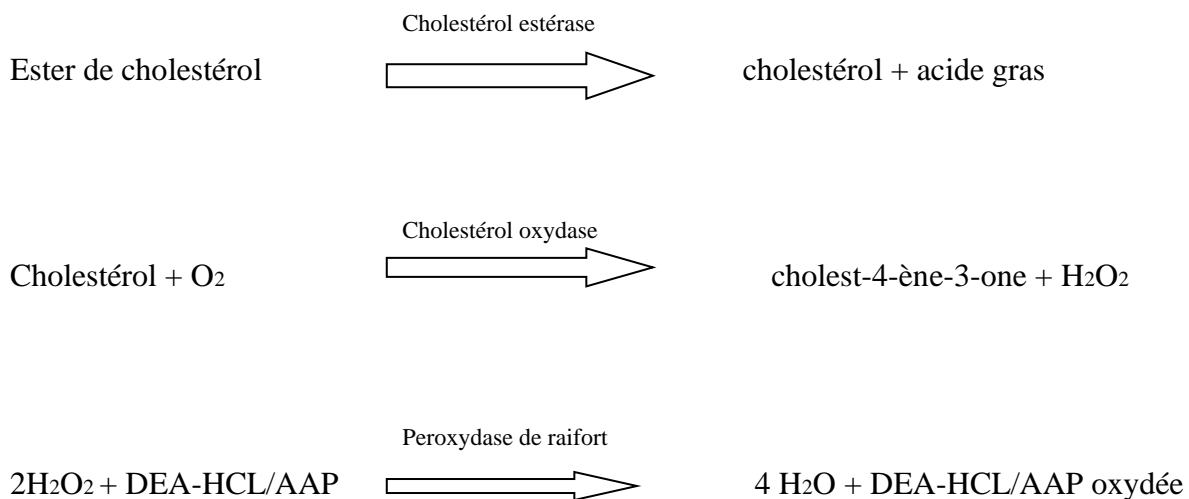 Cholestérol estérase
Ester de cholestérol cholestérol + acide gras
Cholestérol oxydase
Cholestérol + O2 cholest-4-ène-3-one + H2O2
Peroxydase de raifort
2H2O2 + DEA-HCL/AAP 4 H2O + DEA-HCL/AAP oxydée